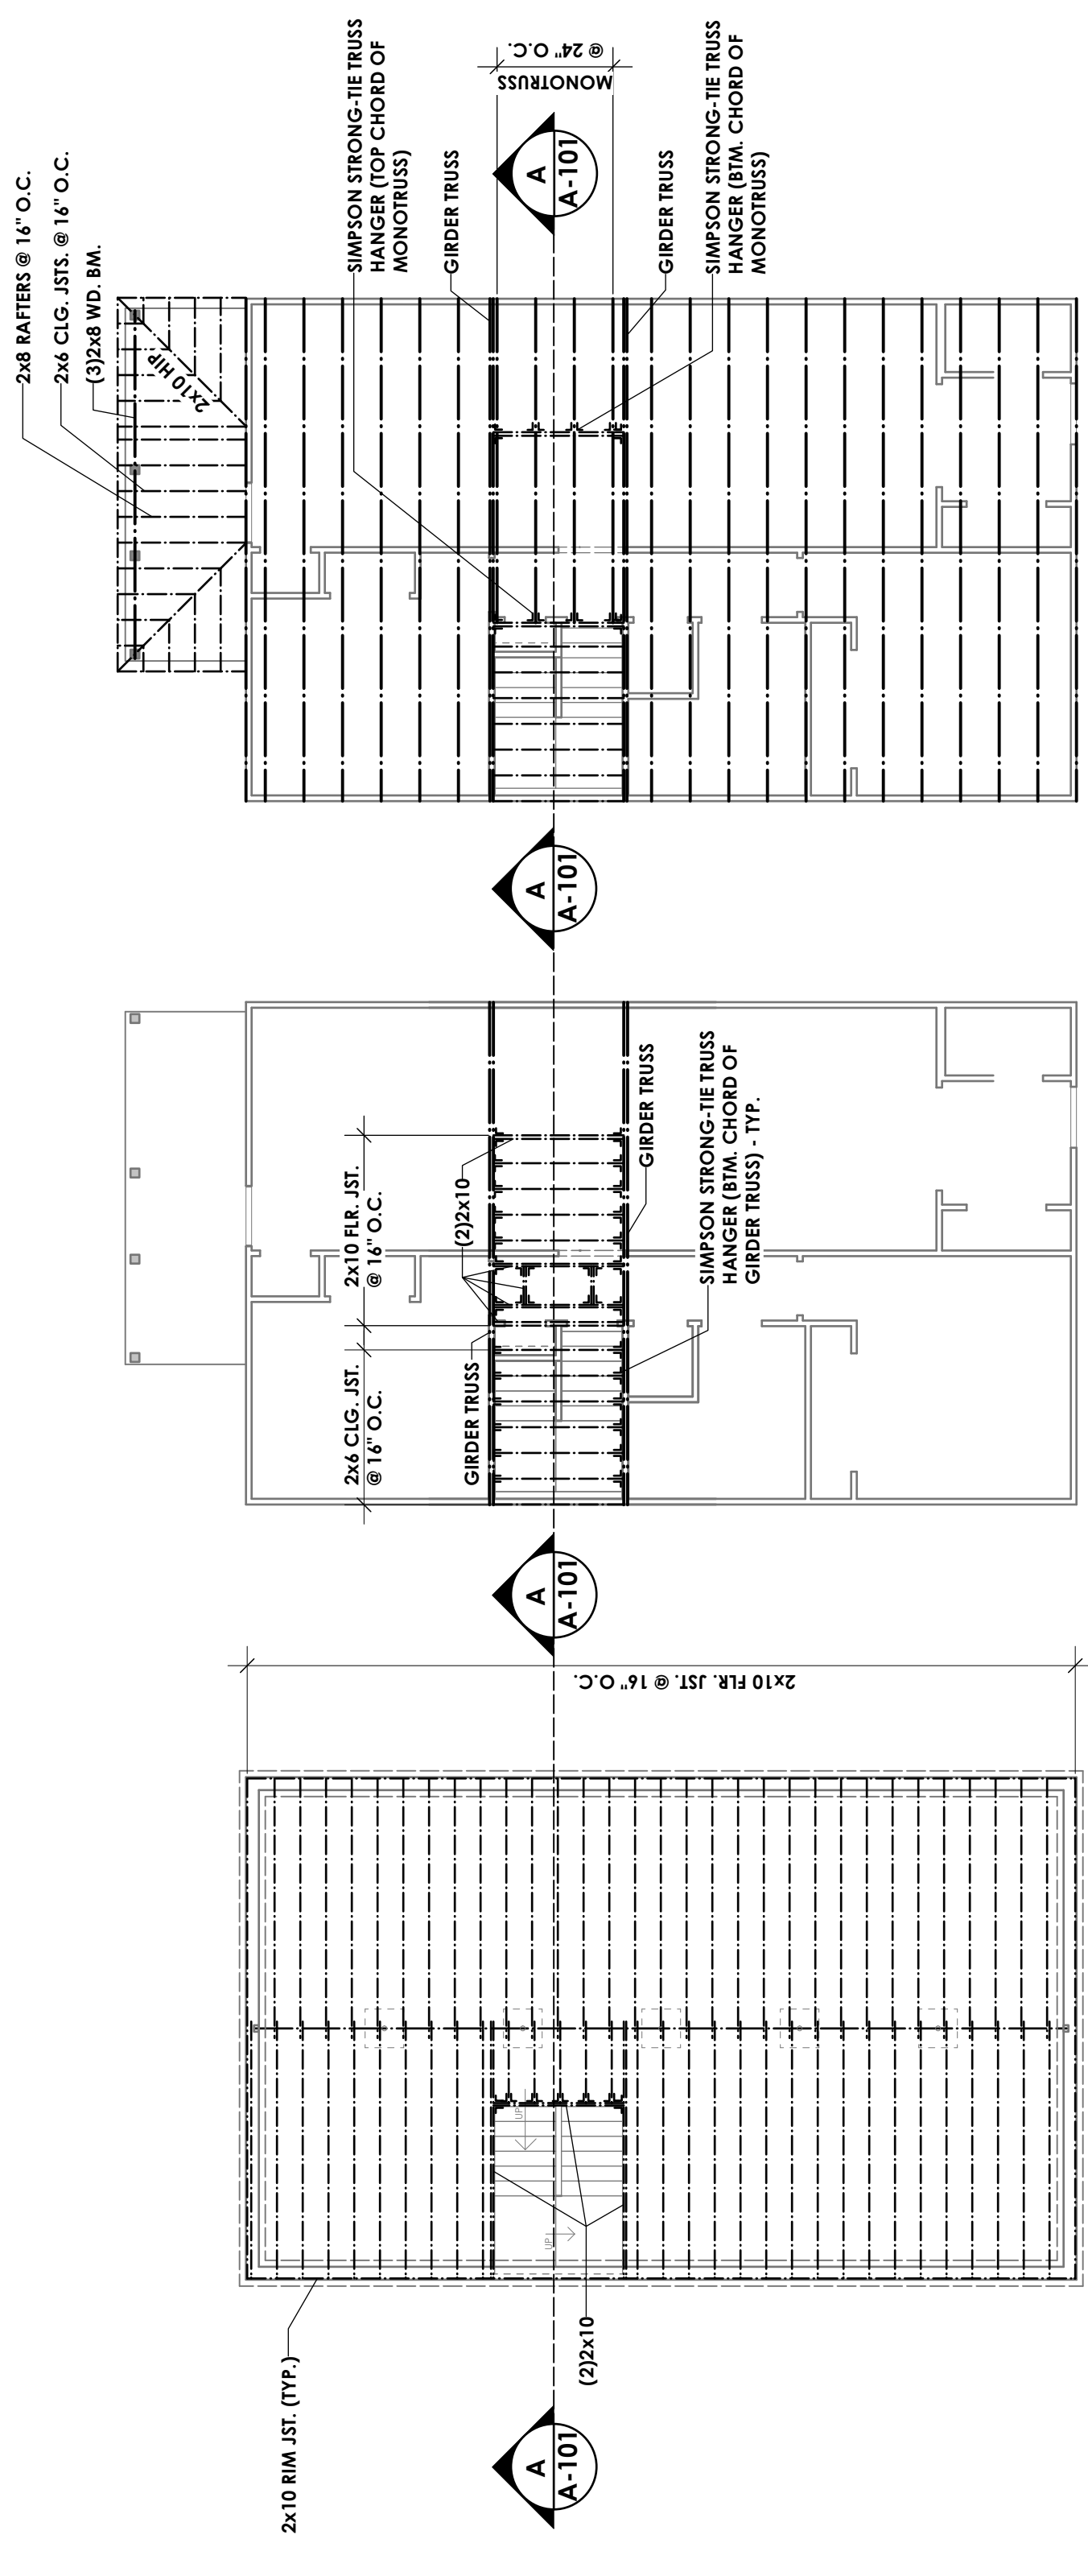 2x8 RAFTERS @ 16" O.C.
2x6 CLG. JSTS. @ 16" O.C.
(3)2x8 WD. BM.
2x10 HIP
SIMPSON STRONG-TIE TRUSS
HANGER (TOP CHORD OF
MONOTRUSS)
GIRDER TRUSS
MONOTRUSS
@ 24" O.C.
A
A-101
GIRDER TRUSS
SIMPSON STRONG-TIE TRUSS
HANGER (BTM. CHORD OF
MONOTRUSS)
A
A-101
2x10 FLR. JST.
@ 16" O.C.
2x6 CLG. JST.
@ 16" O.C.
(2)2x10
GIRDER TRUSS
GIRDER TRUSS
SIMPSON STRONG-TIE TRUSS
HANGER (BTM. CHORD OF
GIRDER TRUSS) - TYP.
A
A-101
2x10 FLR. JST. @ 16" O.C.
UP
UP
2x10 RIM JST. (TYP.)
(2)2x10
A
A-101